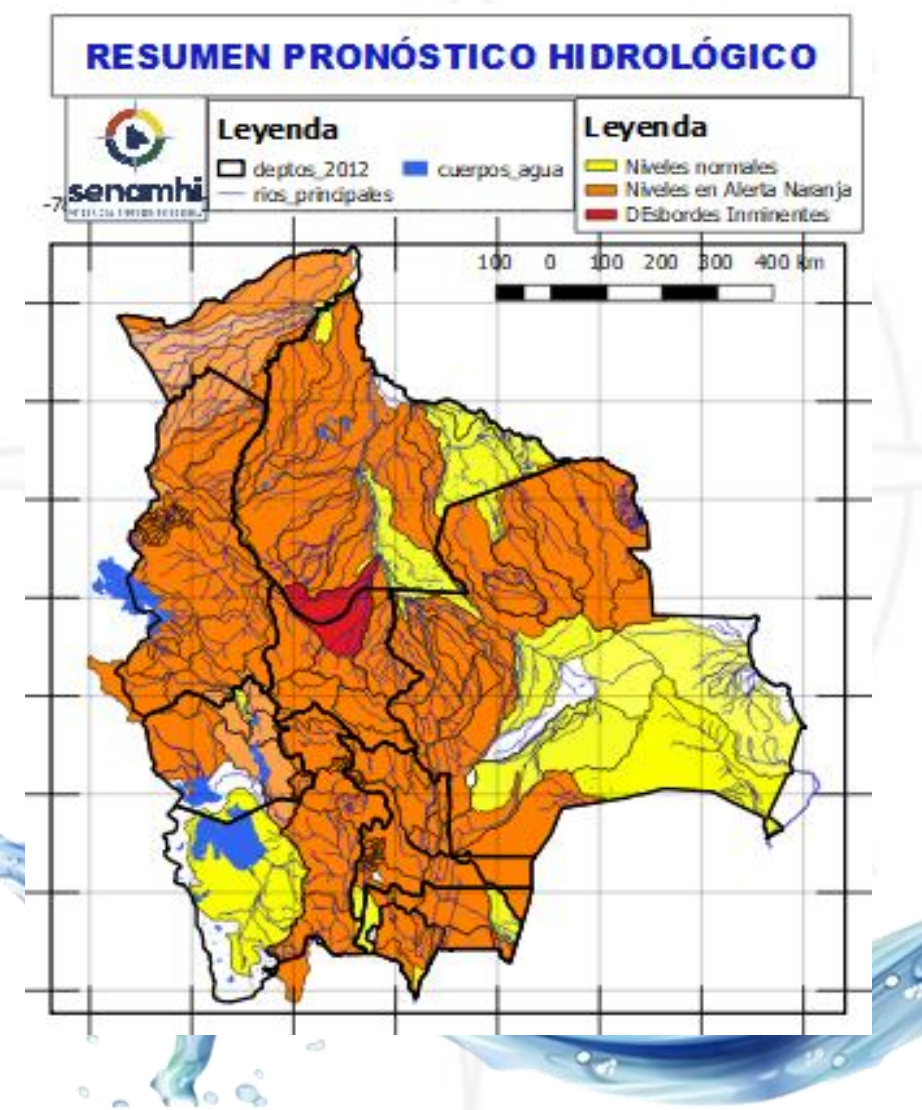 RESUMEN PRONÓSTICO HIDROLÓGICO
senamhi
Leyenda
deptos_2012
cuerpos_agua
rios_principales
Leyenda
Niveles normales
Niveles en Alerta Naranja
DEsbordes Inminentes
100 0 100 200 300 400 km